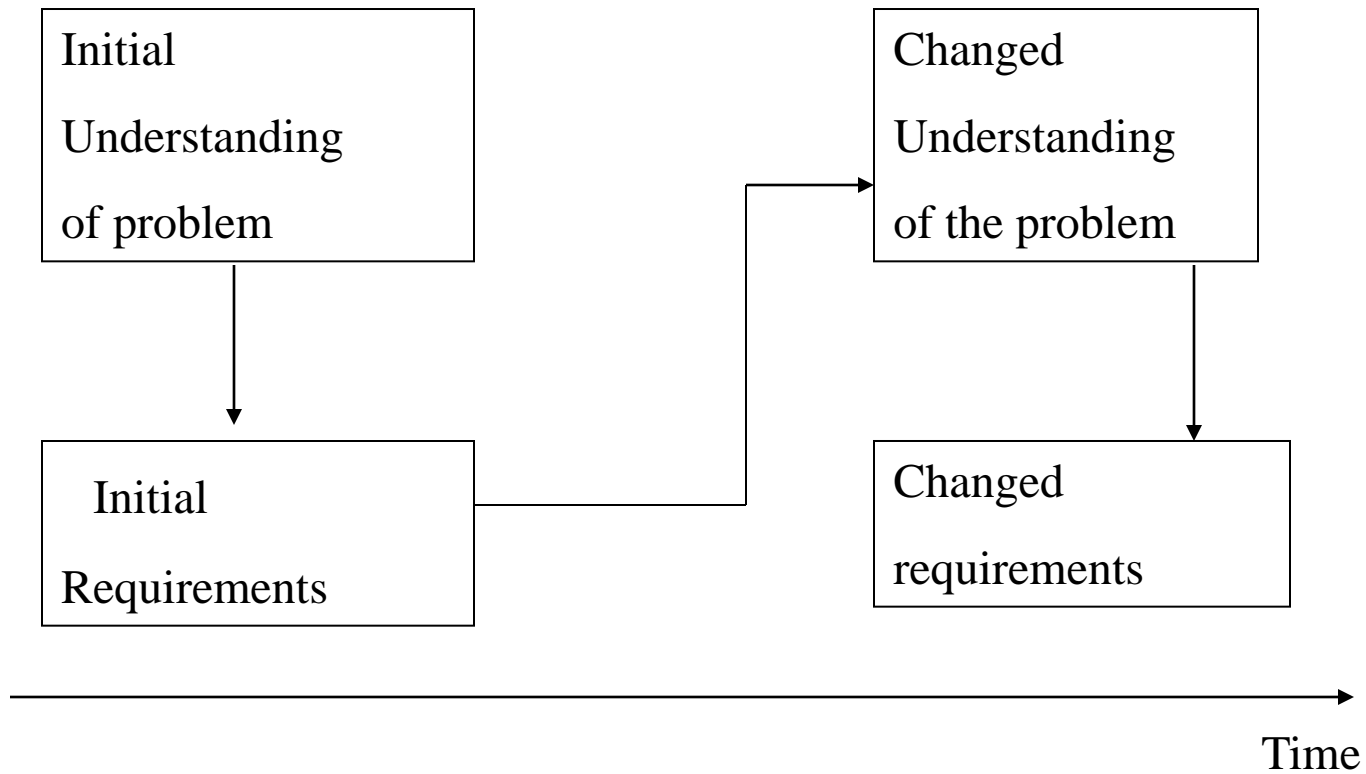 Initial
Understanding
of problem
Changed
Understanding
of the problem
Initial
Requirements
Changed
requirements
Time